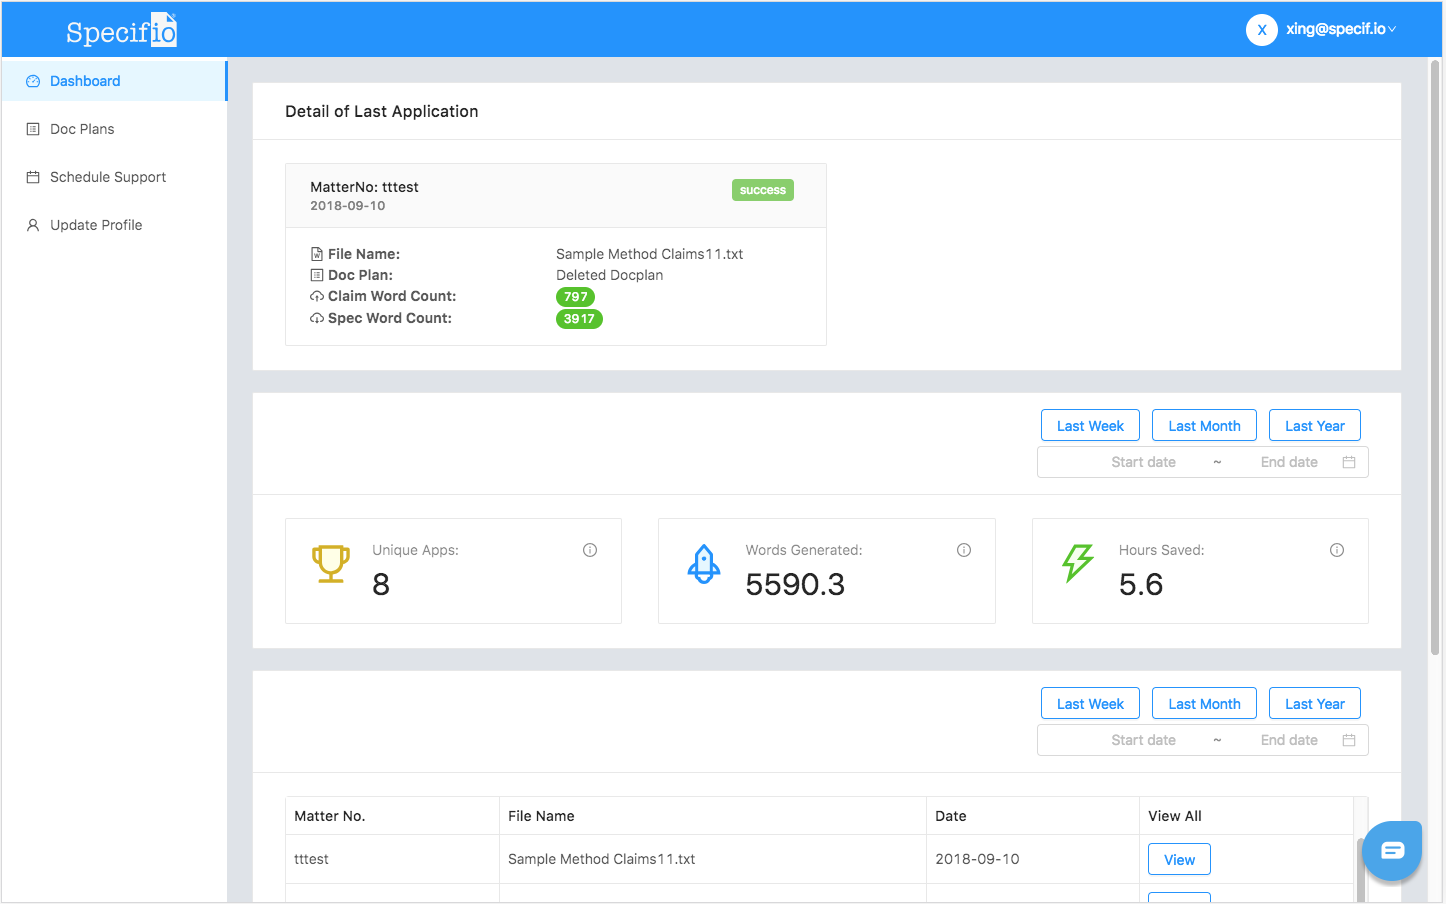 Specifio
X xing@specif.io
Dashboard
Doc Plans
Schedule Support
Update Profile
Detail of Last Application
MatterNo: tttest
success
2018-09-10
File Name: Sample Method Claims11.txt
Doc Plan: Deleted Docplan
Claim Word Count: 797
Spec Word Count: 3917
Last Week Last Month Last Year
Start date ~ End date
Unique Apps:
8
Words Generated:
5590.3
Hours Saved:
5.6
Last Week Last Month Last Year
Start date ~ End date
Matter No. File Name Date View All
tttest Sample Method Claims11.txt 2018-09-10 View